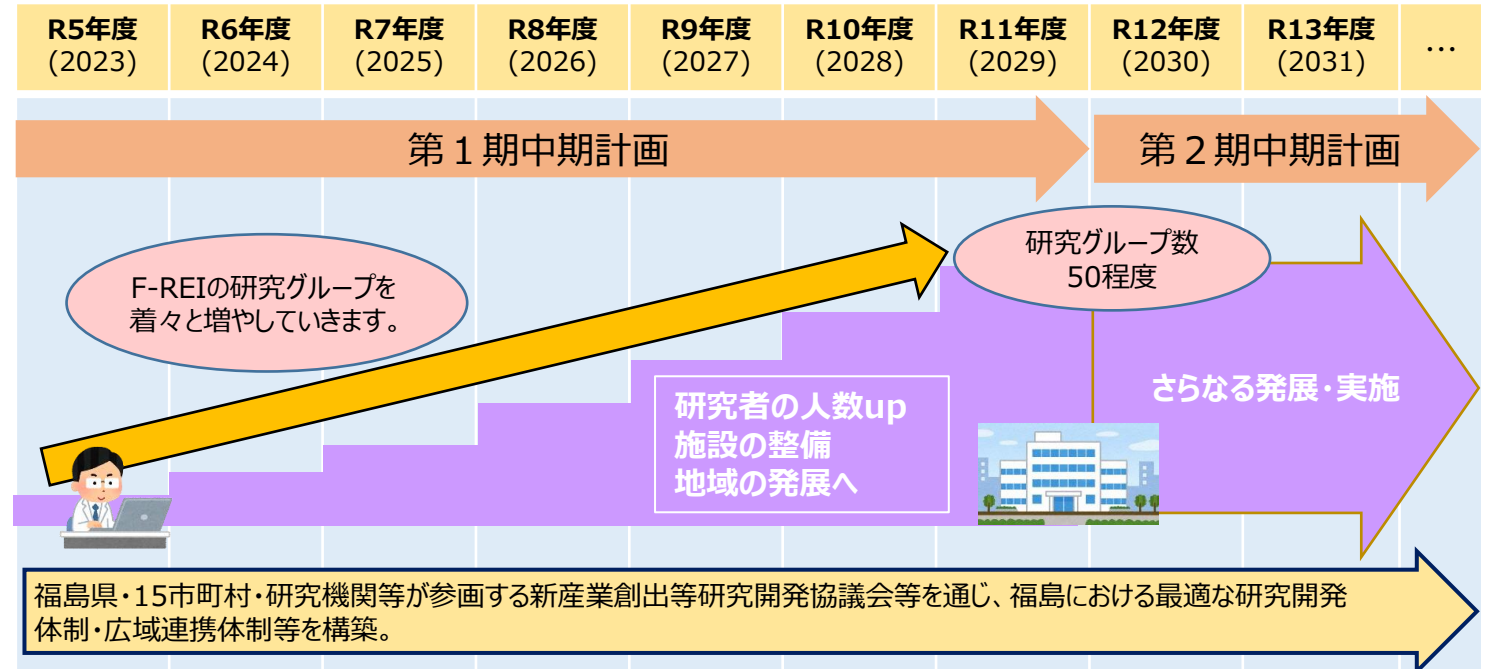 R5年度 R6年度 R7年度 R8年度 R9年度 R10年度 R11年度 R12年度 R13年度 …
(2023) (2024) (2025) (2026) (2027) (2028) (2029) (2030) (2031)
第１期中期計画
第２期中期計画
F-REIの研究グループを
着々と増やしていきます。
研究グループ数
50程度
研究者の人数up
施設の整備
地域の発展へ
さらなる発展・実施
福島県・15市町村・研究機関等が参画する新産業創出等研究開発協議会等を通じ、福島における最適な研究開発
体制・広域連携体制等を構築。